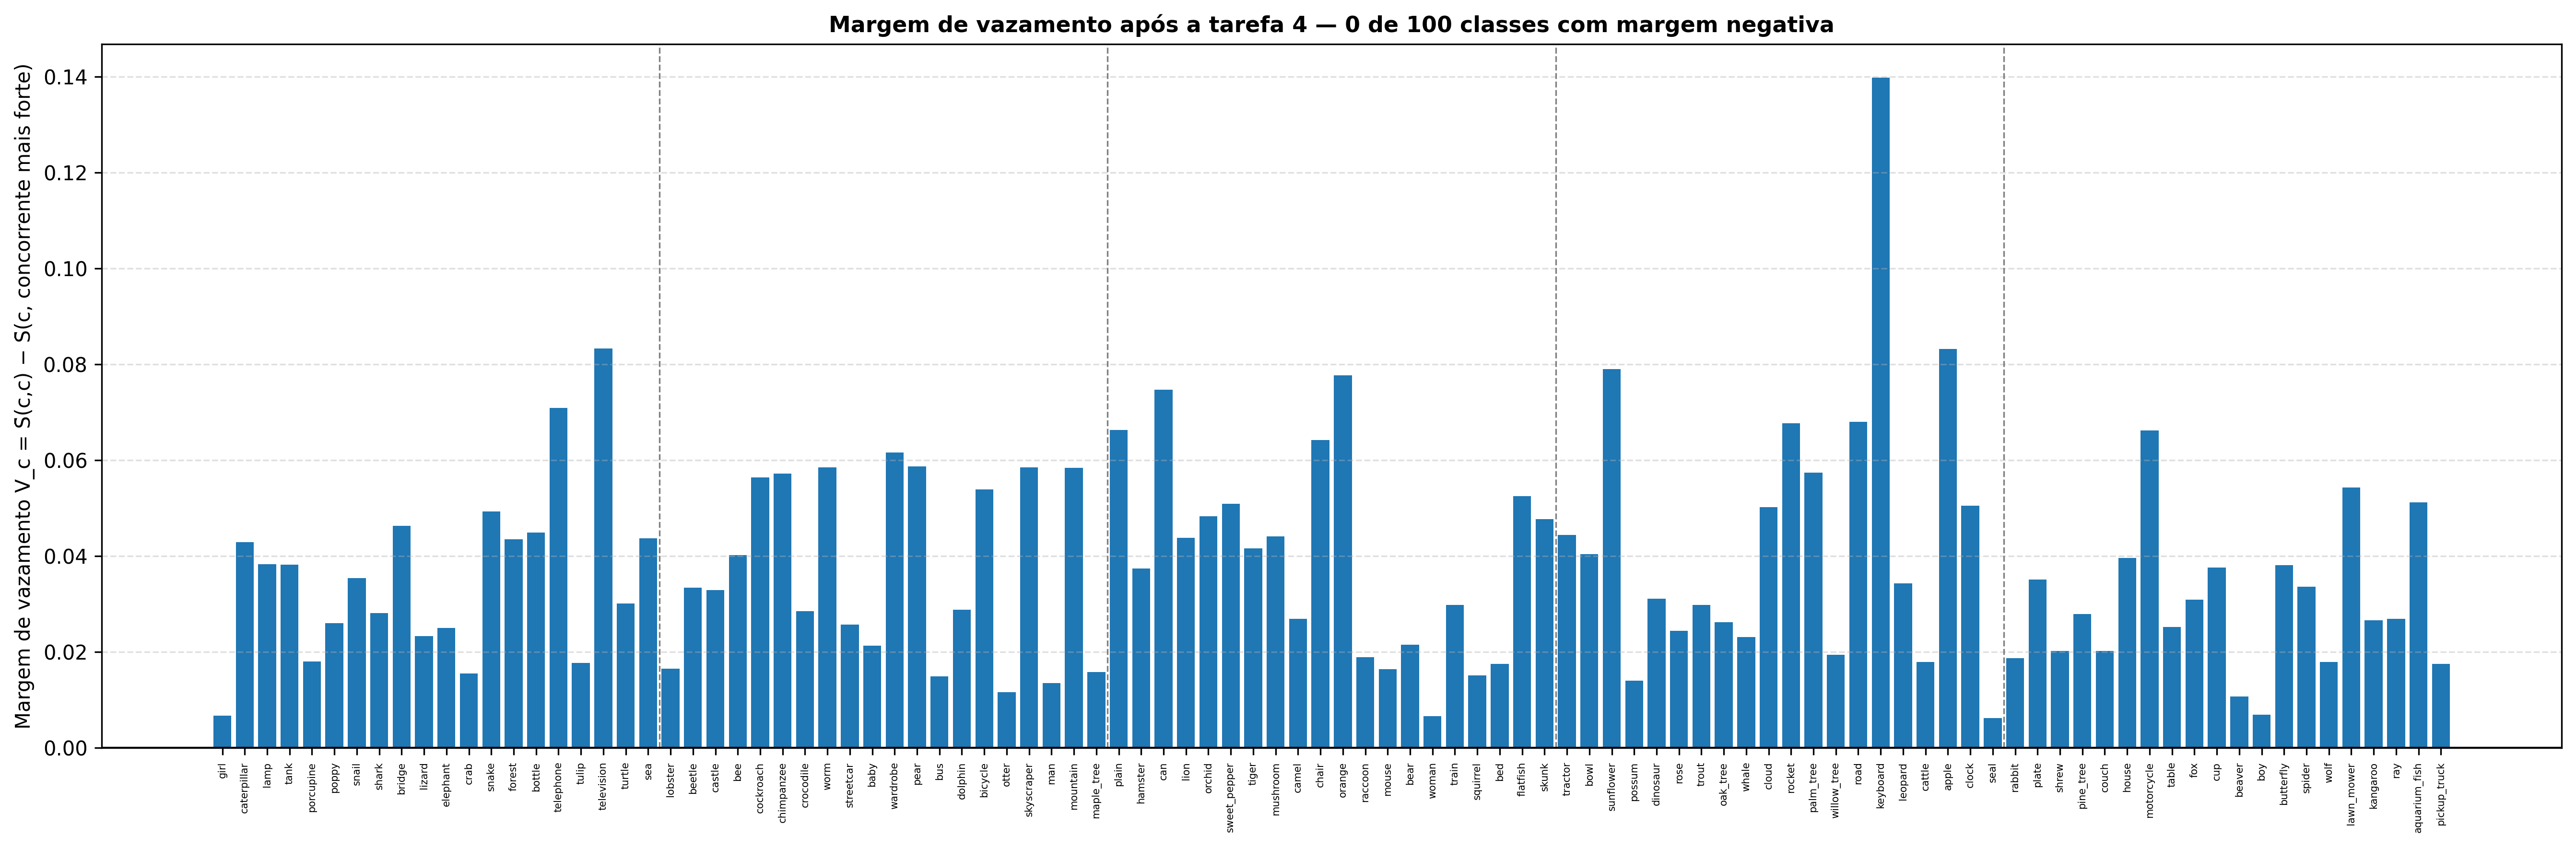 Margem de vazamento após a tarefa 4 — 0 de 100 classes com margem negativa
Margem de vazamento V_c = S(c,c) − S(c, concorrente mais forte)
0.14
0.12
0.10
0.08
0.06
0.04
0.02
0.00
girl
caterpillar
lamp
tank
porcupine
poppy
snail
shark
bridge
lizard
elephant
crab
snake
forest
bottle
telephone
tulip
television
turtle
sea
lobster
beetle
castle
bee
cockroach
chimpanzee
crocodile
worm
streetcar
baby
wardrobe
pear
bus
dolphin
bicycle
otter
skyscraper
man
mountain
maple_tree
plain
hamster
can
lion
orchid
sweet_pepper
tiger
mushroom
camel
chair
orange
raccoon
mouse
bear
woman
train
squirrel
bed
flatfish
skunk
tractor
bowl
sunflower
possum
dinosaur
rose
trout
oak_tree
whale
cloud
rocket
palm_tree
willow_tree
road
keyboard
leopard
cattle
apple
clock
seal
rabbit
plate
shrew
pine_tree
couch
house
motorcycle
table
fox
cup
beaver
boy
butterfly
spider
wolf
lawn_mower
kangaroo
ray
aquarium_fish
pickup_truck